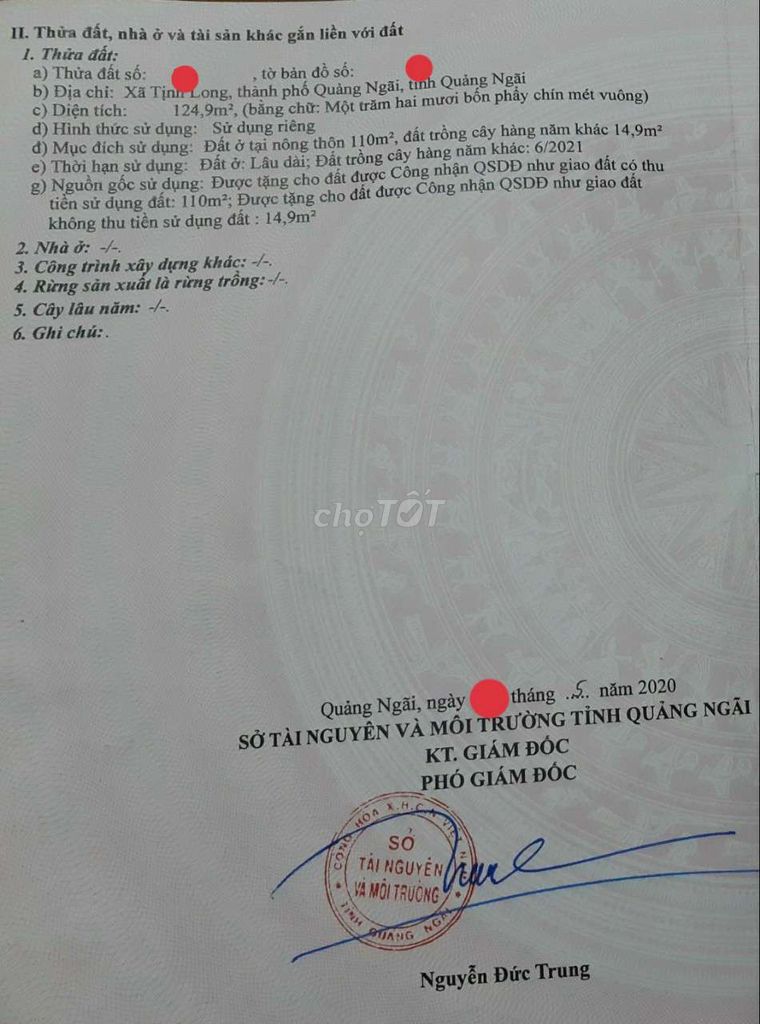 II. Thửa đất, nhà ở và tài sản khác gắn liền với đất
1. Thửa đất:
a) Thửa đất số: , tờ bản đồ số:
b) Địa chỉ: Xã Tịnh Long, thành phố Quảng Ngãi, tỉnh Quảng Ngãi
c) Diện tích: 124,9m², (bằng chữ: Một trăm hai mươi bốn phẩy chín mét vuông)
d) Hình thức sử dụng: Sử dụng riêng
đ) Mục đích sử dụng: Đất ở tại nông thôn 110m², đất trồng cây hàng năm khác 14,9m²
e) Thời hạn sử dụng: Đất ở: Lâu dài; Đất trồng cây hàng năm khác: 6/2021
g) Nguồn gốc sử dụng: Được tặng cho đất được Công nhận QSDĐ như giao đất có thu
tiền sử dụng đất: 110m²; Được tặng cho đất được Công nhận QSDĐ như giao đất
không thu tiền sử dụng đất : 14,9m²
2. Nhà ở: -/-.
3. Công trình xây dựng khác: -/-.
4. Rừng sản xuất là rừng trồng:-/-.
5. Cây lâu năm: -/-.
6. Ghi chú:.
chợTỐT
Quảng Ngãi, ngày tháng .5. năm 2020
SỞ TÀI NGUYÊN VÀ MÔI TRƯỜNG TỈNH QUẢNG NGÃI
KT. GIÁM ĐỐC
PHÓ GIÁM ĐỐC
CỘNG HÒA X.H.C.N VIỆT NAM
SỞ
TÀI NGUYÊN
VÀ MÔI TRƯỜNG
TỈNH QUẢNG NGÃI
Nguyễn Đức Trung